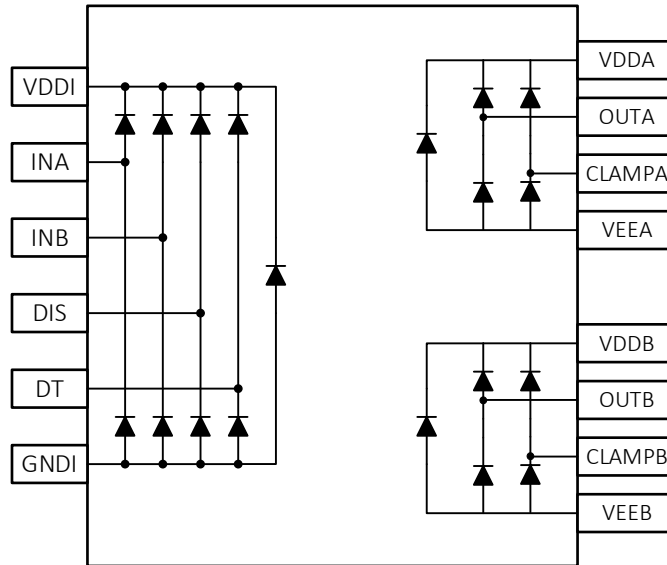 VDDI
INA
INB
DIS
DT
GNDI
VDDA
OUTA
CLAMPA
VEEA
VDDB
OUTB
CLAMPB
VEEB